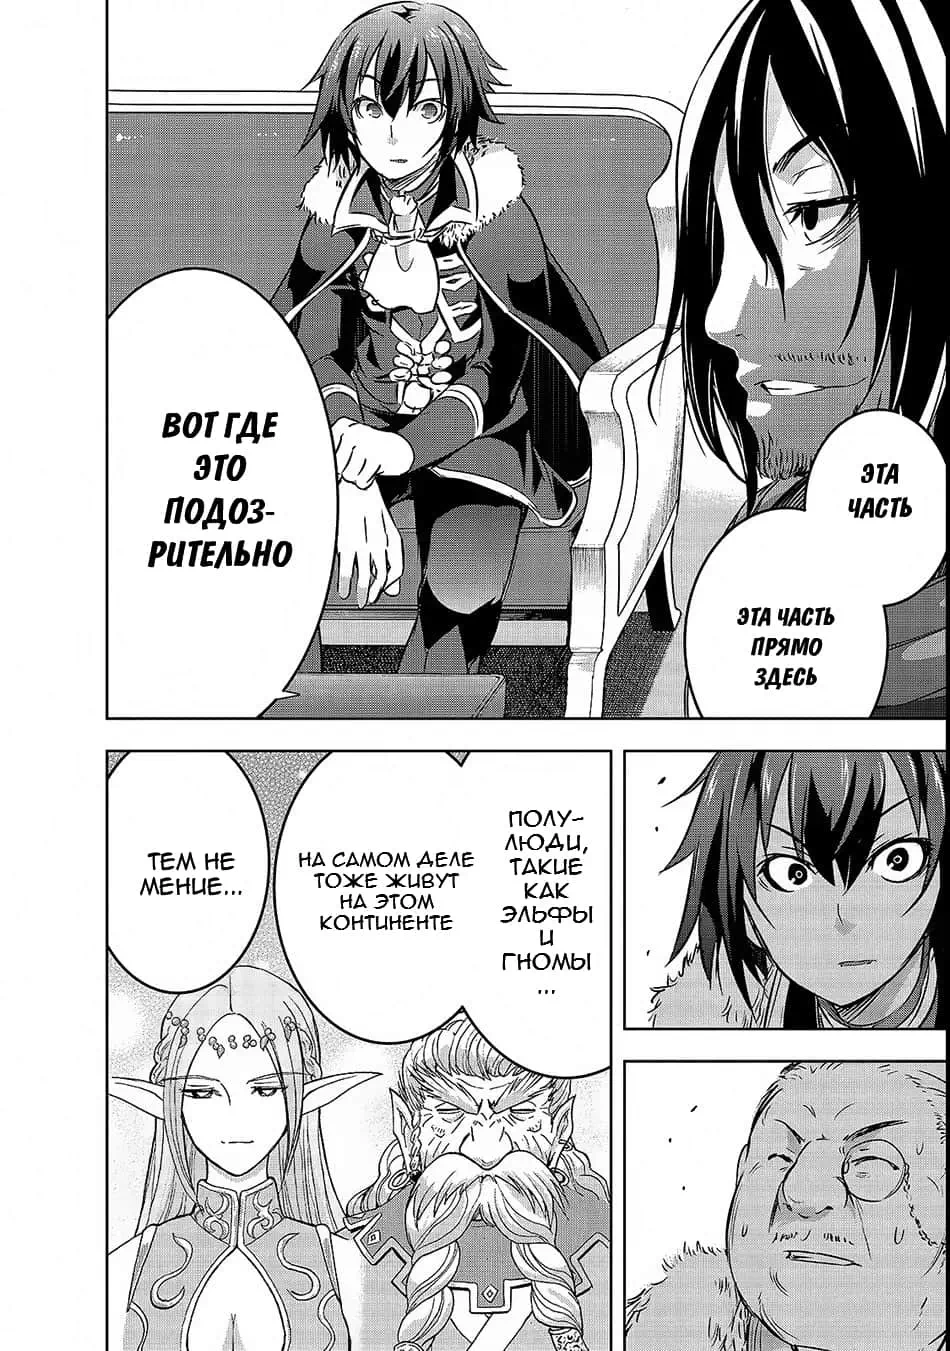 ЭТА
ЧАСТЬ
ЭТА ЧАСТЬ
ПРЯМО
ЗДЕСЬ
ВОТ ГДЕ
ЭТО
ПОДОЗ-
РИТЕЛЬНО
ПОЛУ-
ЛЮДИ,
ТАКИЕ
КАК
ЭЛЬФЫ
И
ГНОМЫ
...
НА САМОМ ДЕЛЕ
ТОЖЕ ЖИВУТ
НА ЭТОМ
КОНТИНЕНТЕ
ТЕМ НЕ
МЕНИЕ...